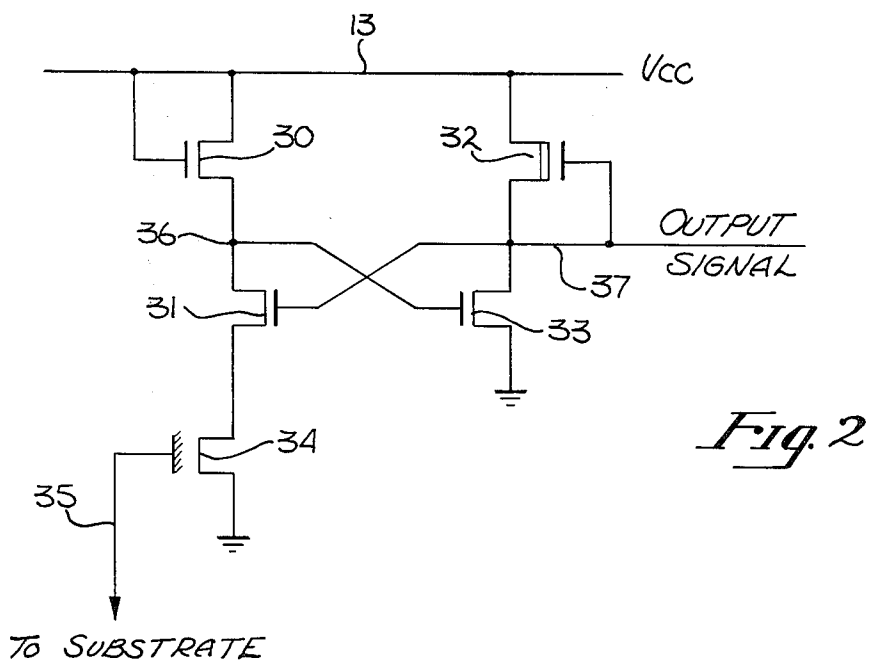 13
VCC
30
32
OUTPUT
SIGNAL
36
37
31
33
34
35
TO SUBSTRATE
Fig. 2